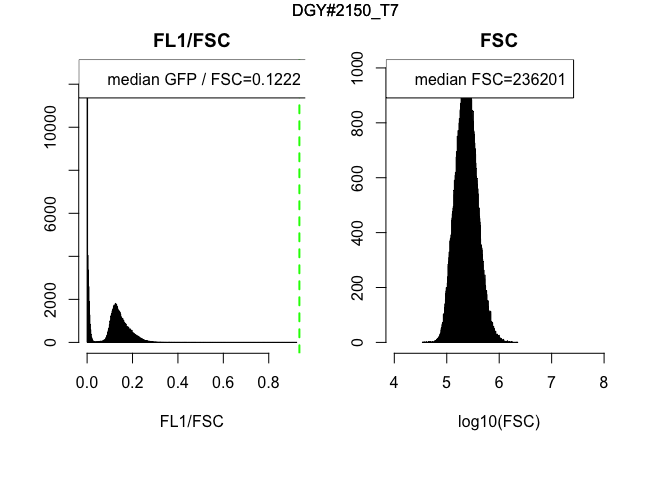 DGY#2150_T7
FL1/FSC
median GFP / FSC=0.1222
0
2000
6000
10000
0.0 0.2 0.4 0.6 0.8
FL1/FSC
FSC
median FSC=236201
0
200
400
600
800
1000
4 5 6 7 8
log10(FSC)